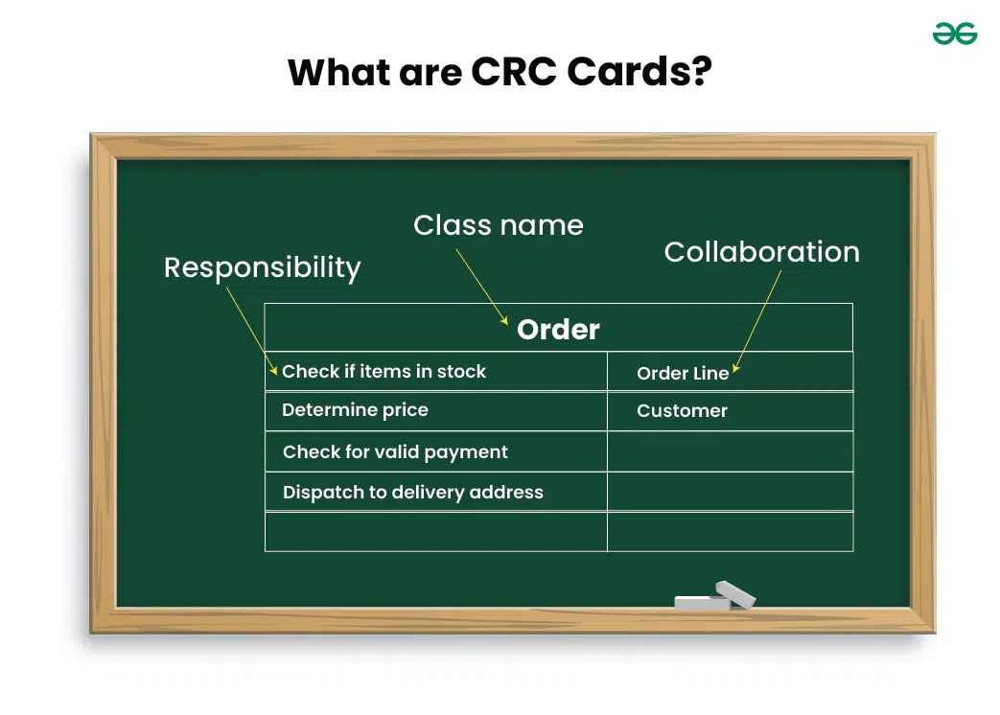 What are CRC Cards?
Class name
Collaboration
Responsibility
Order
Check if items in stock
Order Line
Determine price
Customer
Check for valid payment
Dispatch to delivery address